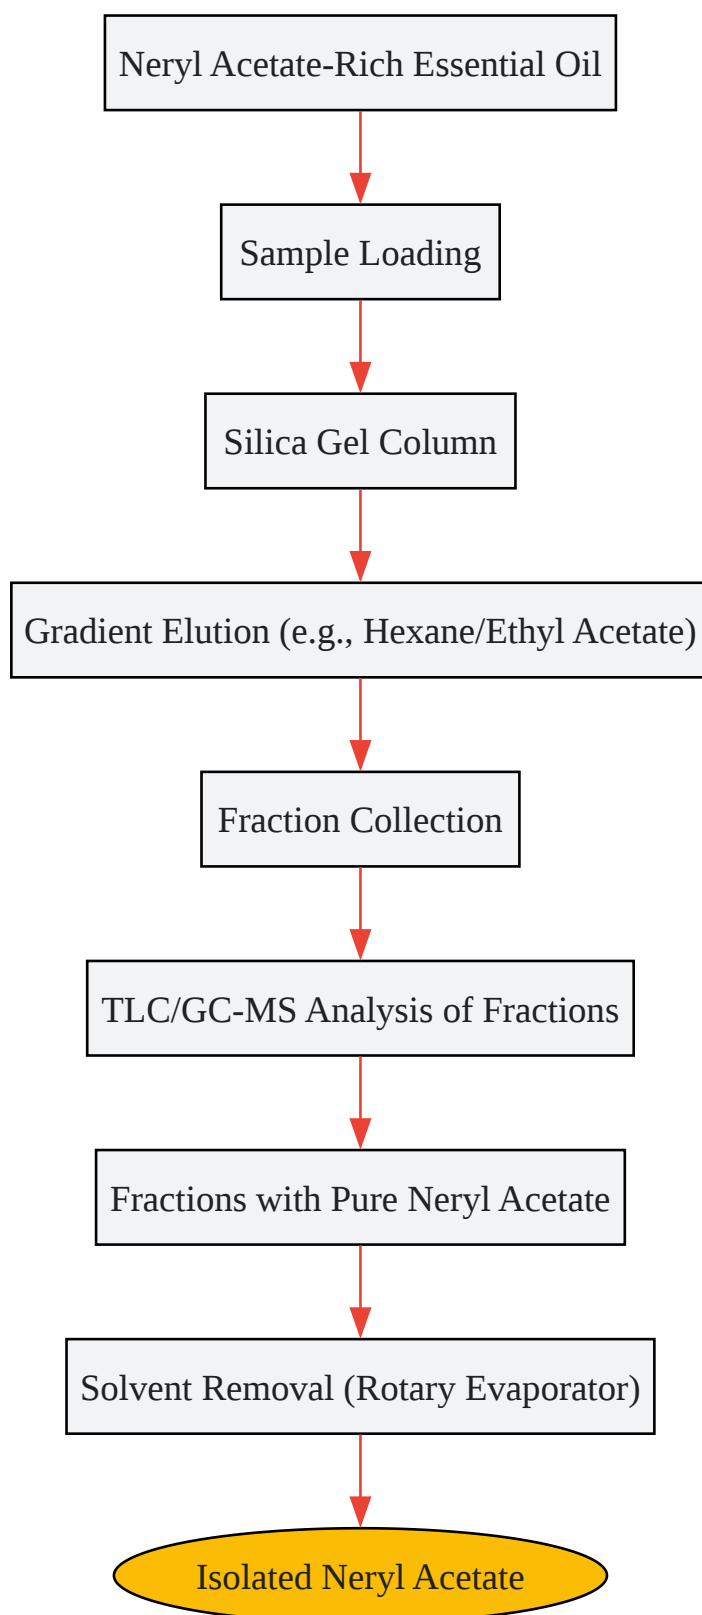 Neryl Acetate-Rich Essential Oil
Sample Loading
Silica Gel Column
Gradient Elution (e.g., Hexane/Ethyl Acetate)
Fraction Collection
TLC/GC-MS Analysis of Fractions
Fractions with Pure Neryl Acetate
Solvent Removal (Rotary Evaporator)
Isolated Neryl Acetate